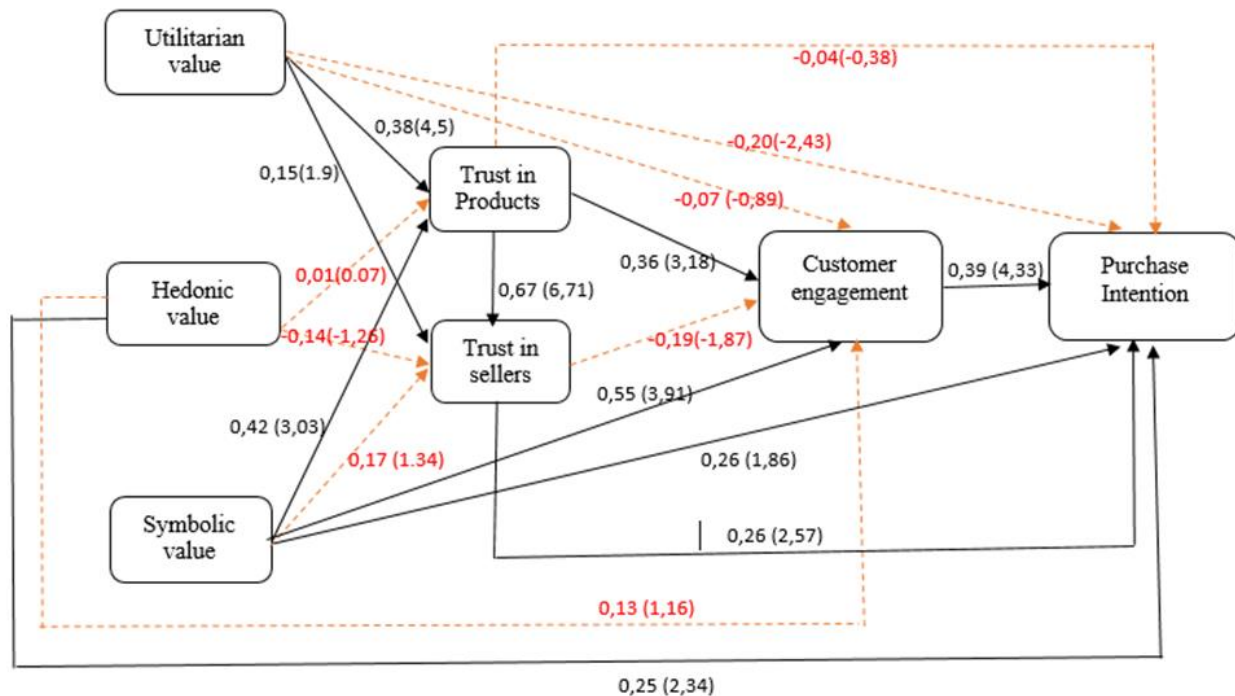 Utilitarian
value
-0,04(-0,38)
0,38(4,5)
-0,20(-2,43)
0,15(1.9)
Trust in
Products
-0,07 (-0,89)
0,36 (3,18)
Customer
engagement
0,39 (4,33)
Purchase
Intention
Hedonic
value
0,01(0.07)
0,67 (6,71)
-0,14(-1,26)
Trust in
sellers
-0,19(-1,87)
0,42 (3,03)
0,55 (3,91)
0,17 (1.34)
0,26 (1,86)
Symbolic
value
0,26 (2,57)
0,13 (1,16)
0,25 (2,34)